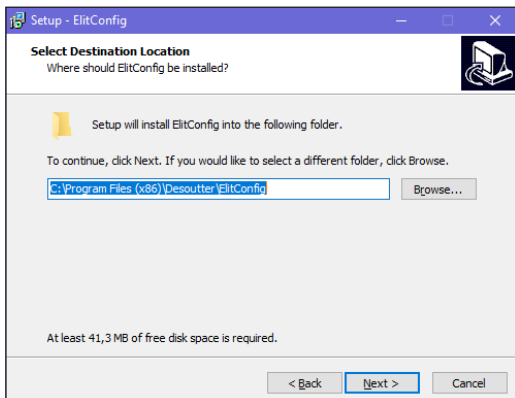 Setup - ElitConfig
Select Destination Location
Where should ElitConfig be installed?
Setup will install ElitConfig into the following folder.
To continue, click Next. If you would like to select a different folder, click Browse.
C:\Program Files (x86)\Desoutter\ElitConfig
Browse...
At least 41,3 MB of free disk space is required.
< Back
Next >
Cancel